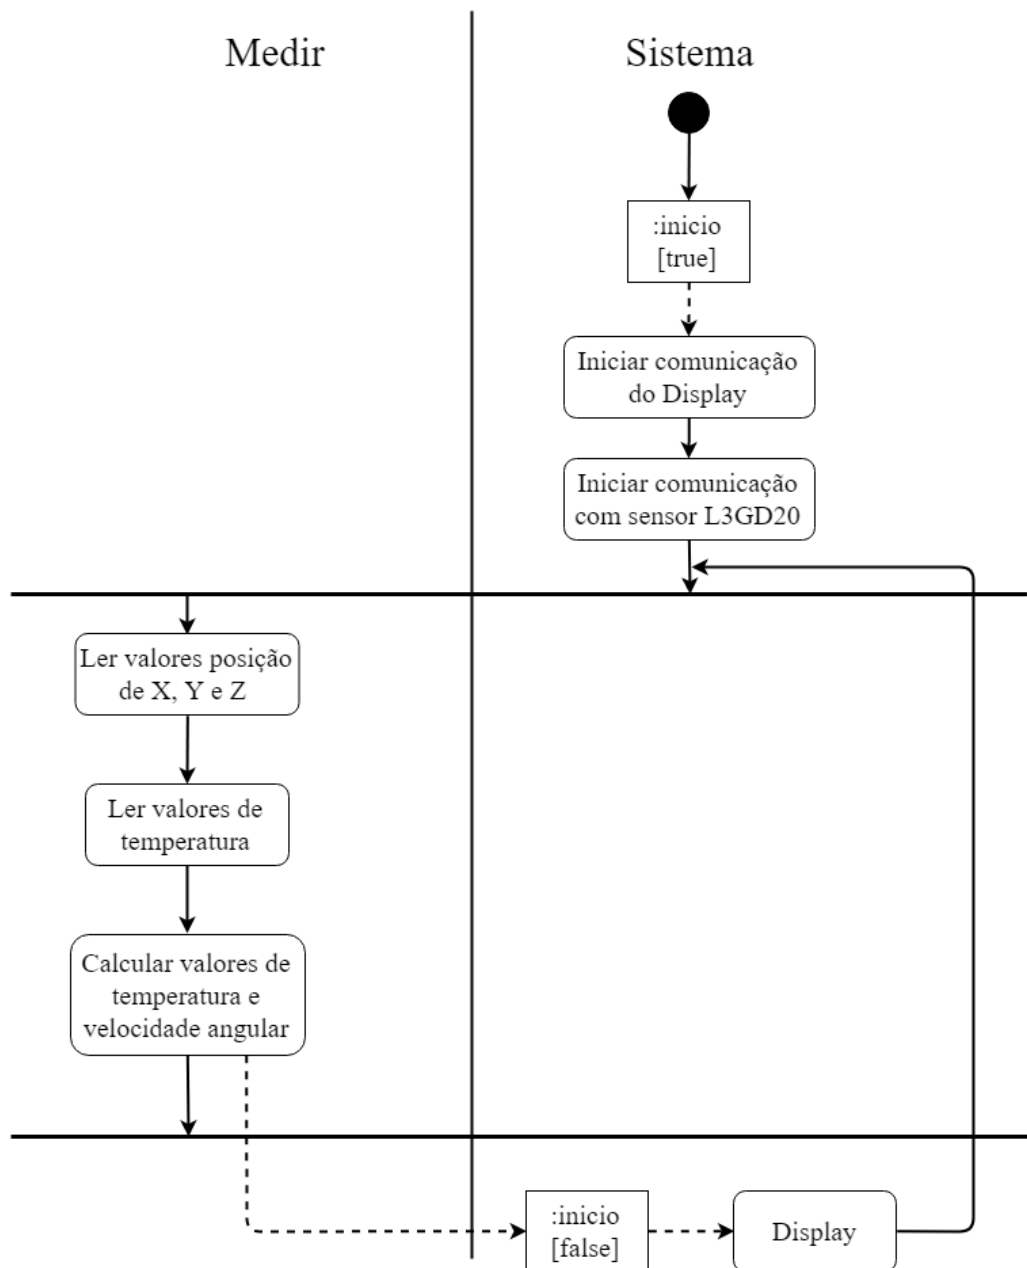 Medir
Sistema
:inicio
[true]
Iniciar comunicação
do Display
Iniciar comunicação
com sensor L3GD20
Ler valores posição
de X, Y e Z
Ler valores de
temperatura
Calcular valores de
temperatura e
velocidade angular
:inicio
[false]
Display